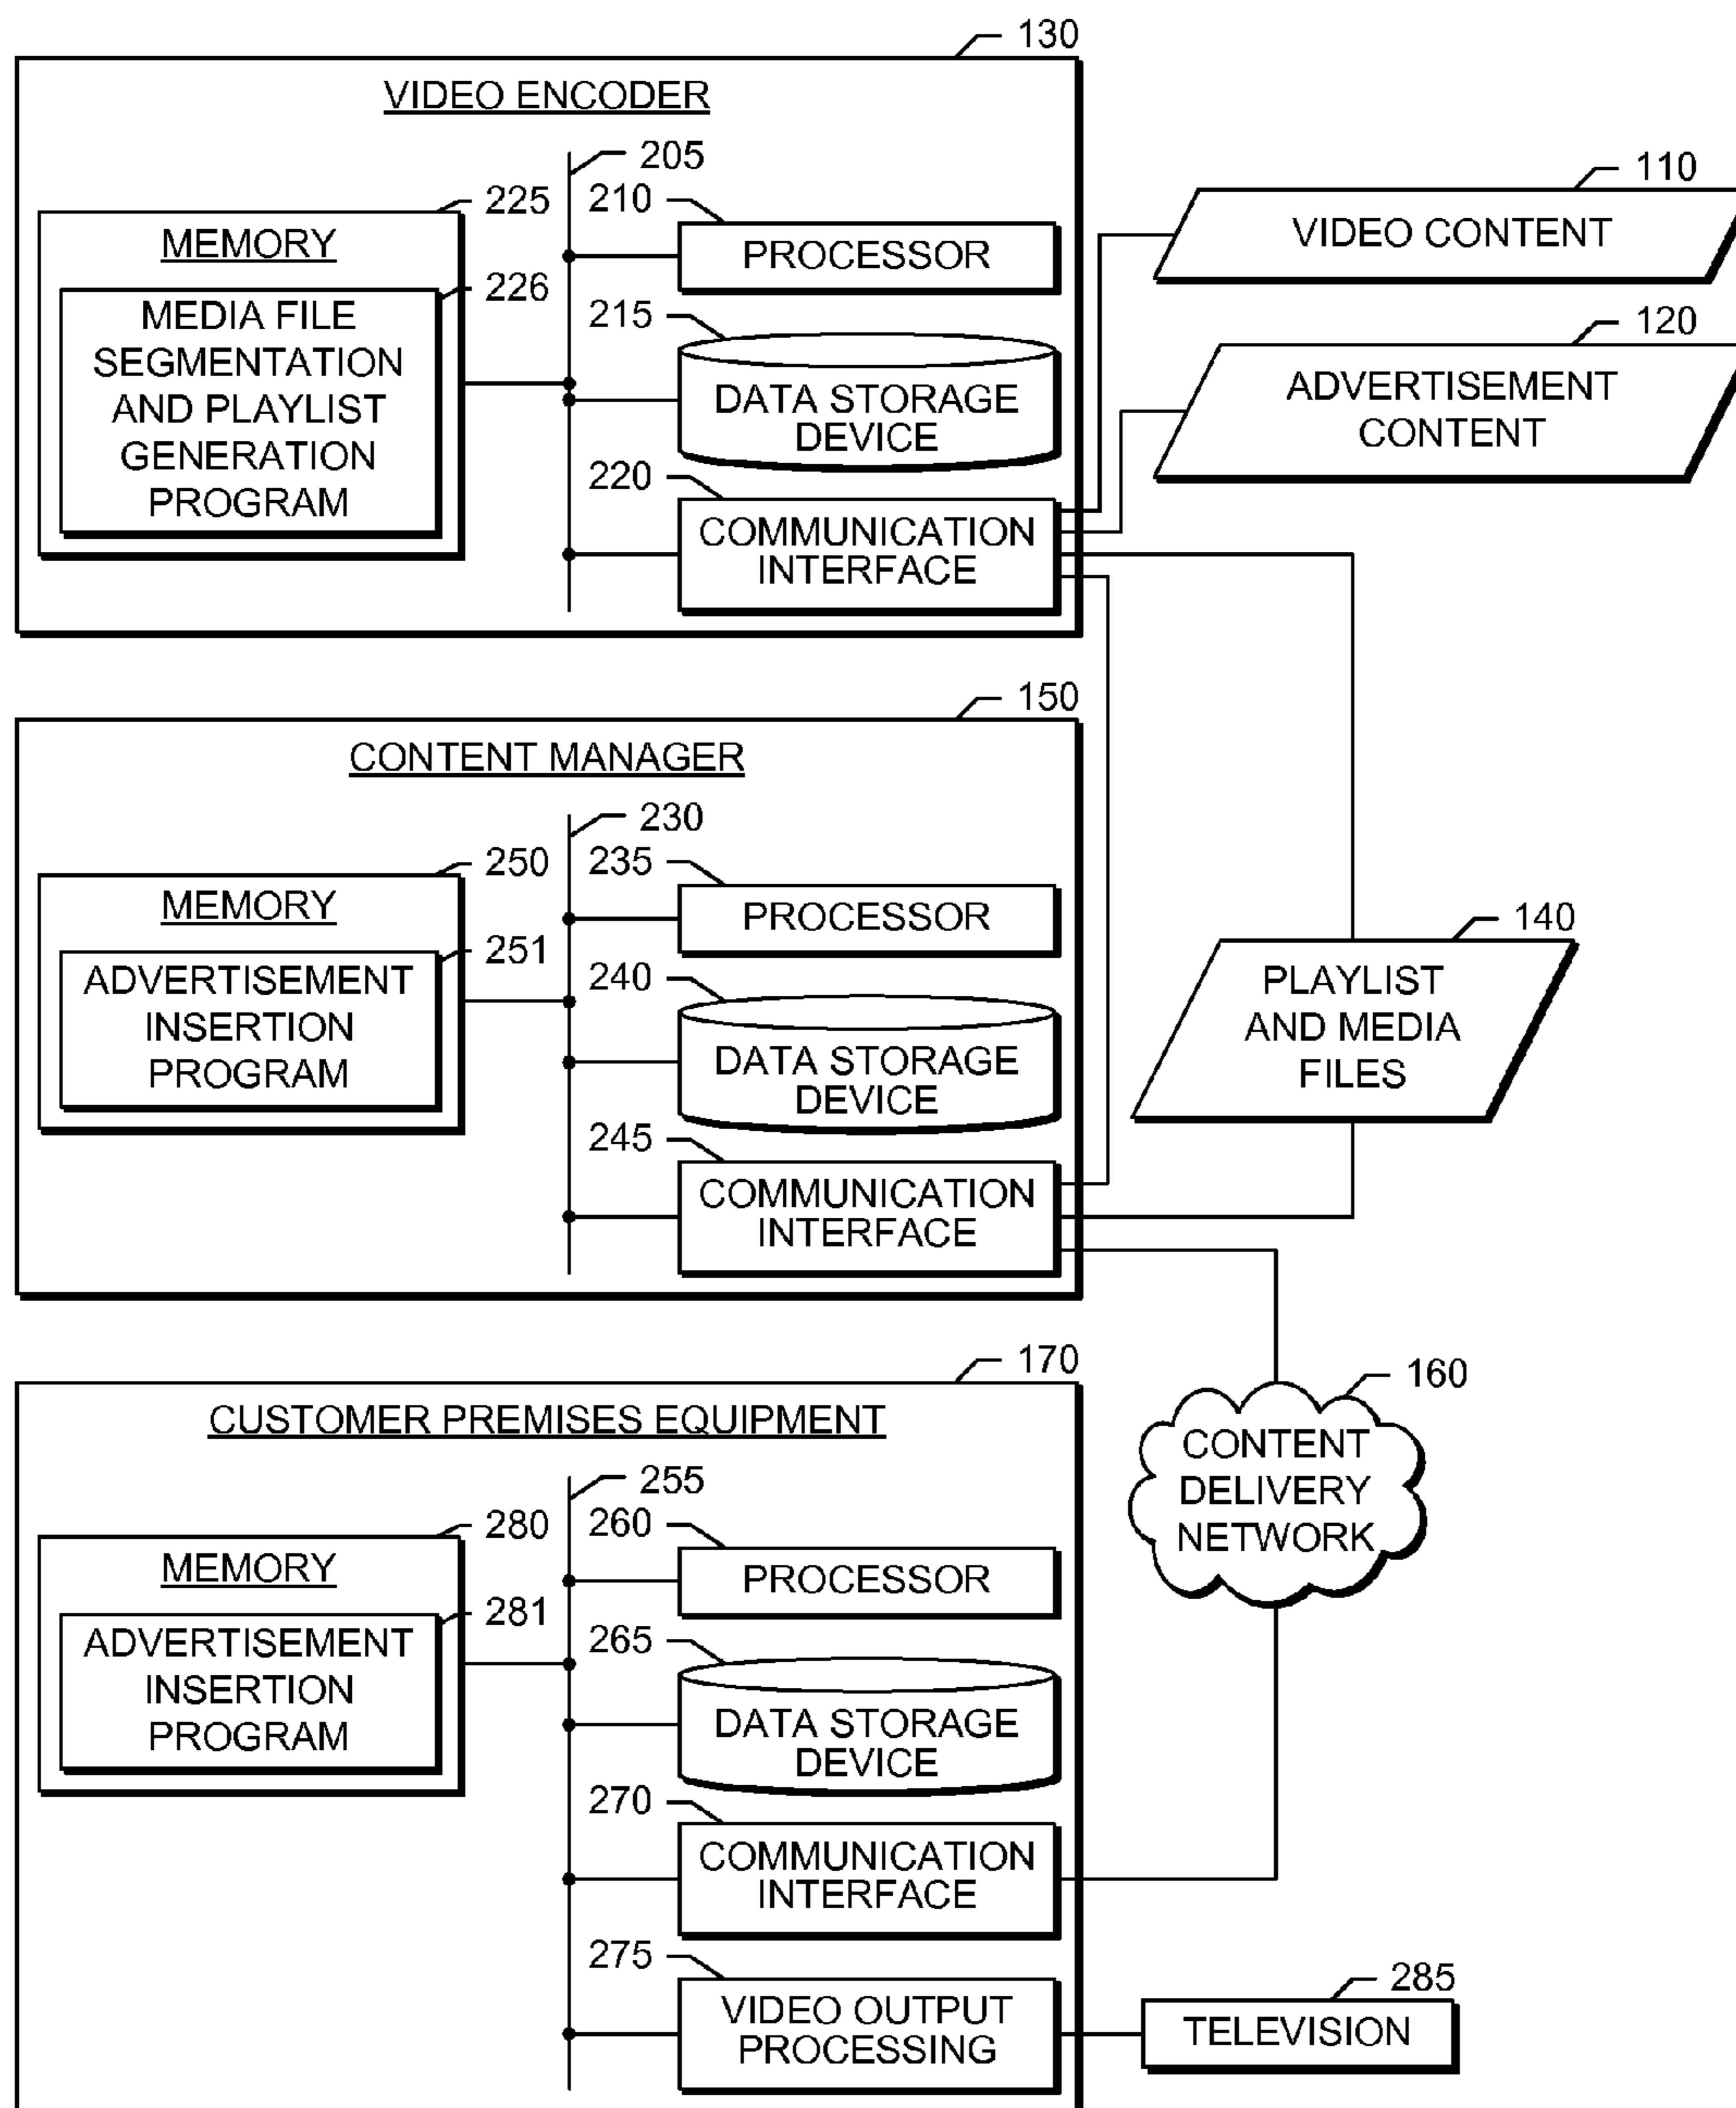 130
VIDEO ENCODER
205
225
MEMORY
226
MEDIA FILE
SEGMENTATION
AND PLAYLIST
GENERATION
PROGRAM
210
PROCESSOR
215
DATA STORAGE
DEVICE
220
COMMUNICATION
INTERFACE
110
VIDEO CONTENT
120
ADVERTISEMENT
CONTENT
150
CONTENT MANAGER
230
250
MEMORY
251
ADVERTISEMENT
INSERTION
PROGRAM
235
PROCESSOR
240
DATA STORAGE
DEVICE
245
COMMUNICATION
INTERFACE
140
PLAYLIST
AND MEDIA
FILES
170
CUSTOMER PREMISES EQUIPMENT
255
280
MEMORY
281
ADVERTISEMENT
INSERTION
PROGRAM
260
PROCESSOR
265
DATA STORAGE
DEVICE
270
COMMUNICATION
INTERFACE
275
VIDEO OUTPUT
PROCESSING
160
CONTENT
DELIVERY
NETWORK
285
TELEVISION